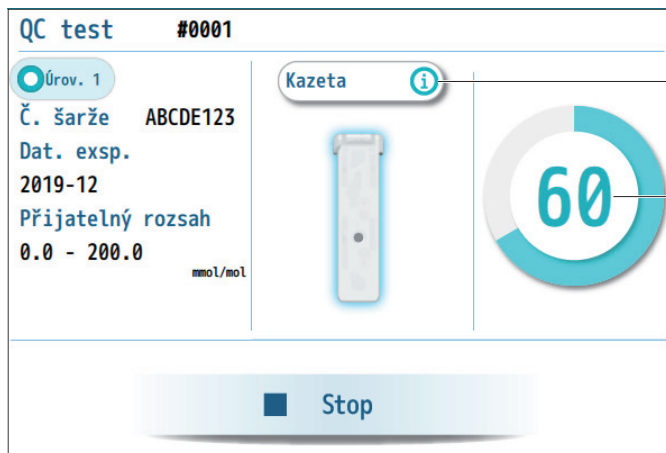 QC test #0001
Úrov. 1
Č. šarže ABCDE123
Dat. exsp.
2019-12
Přijatelný rozsah
0.0 - 200.0
mmol/mol
Kazeta i
60
Stop